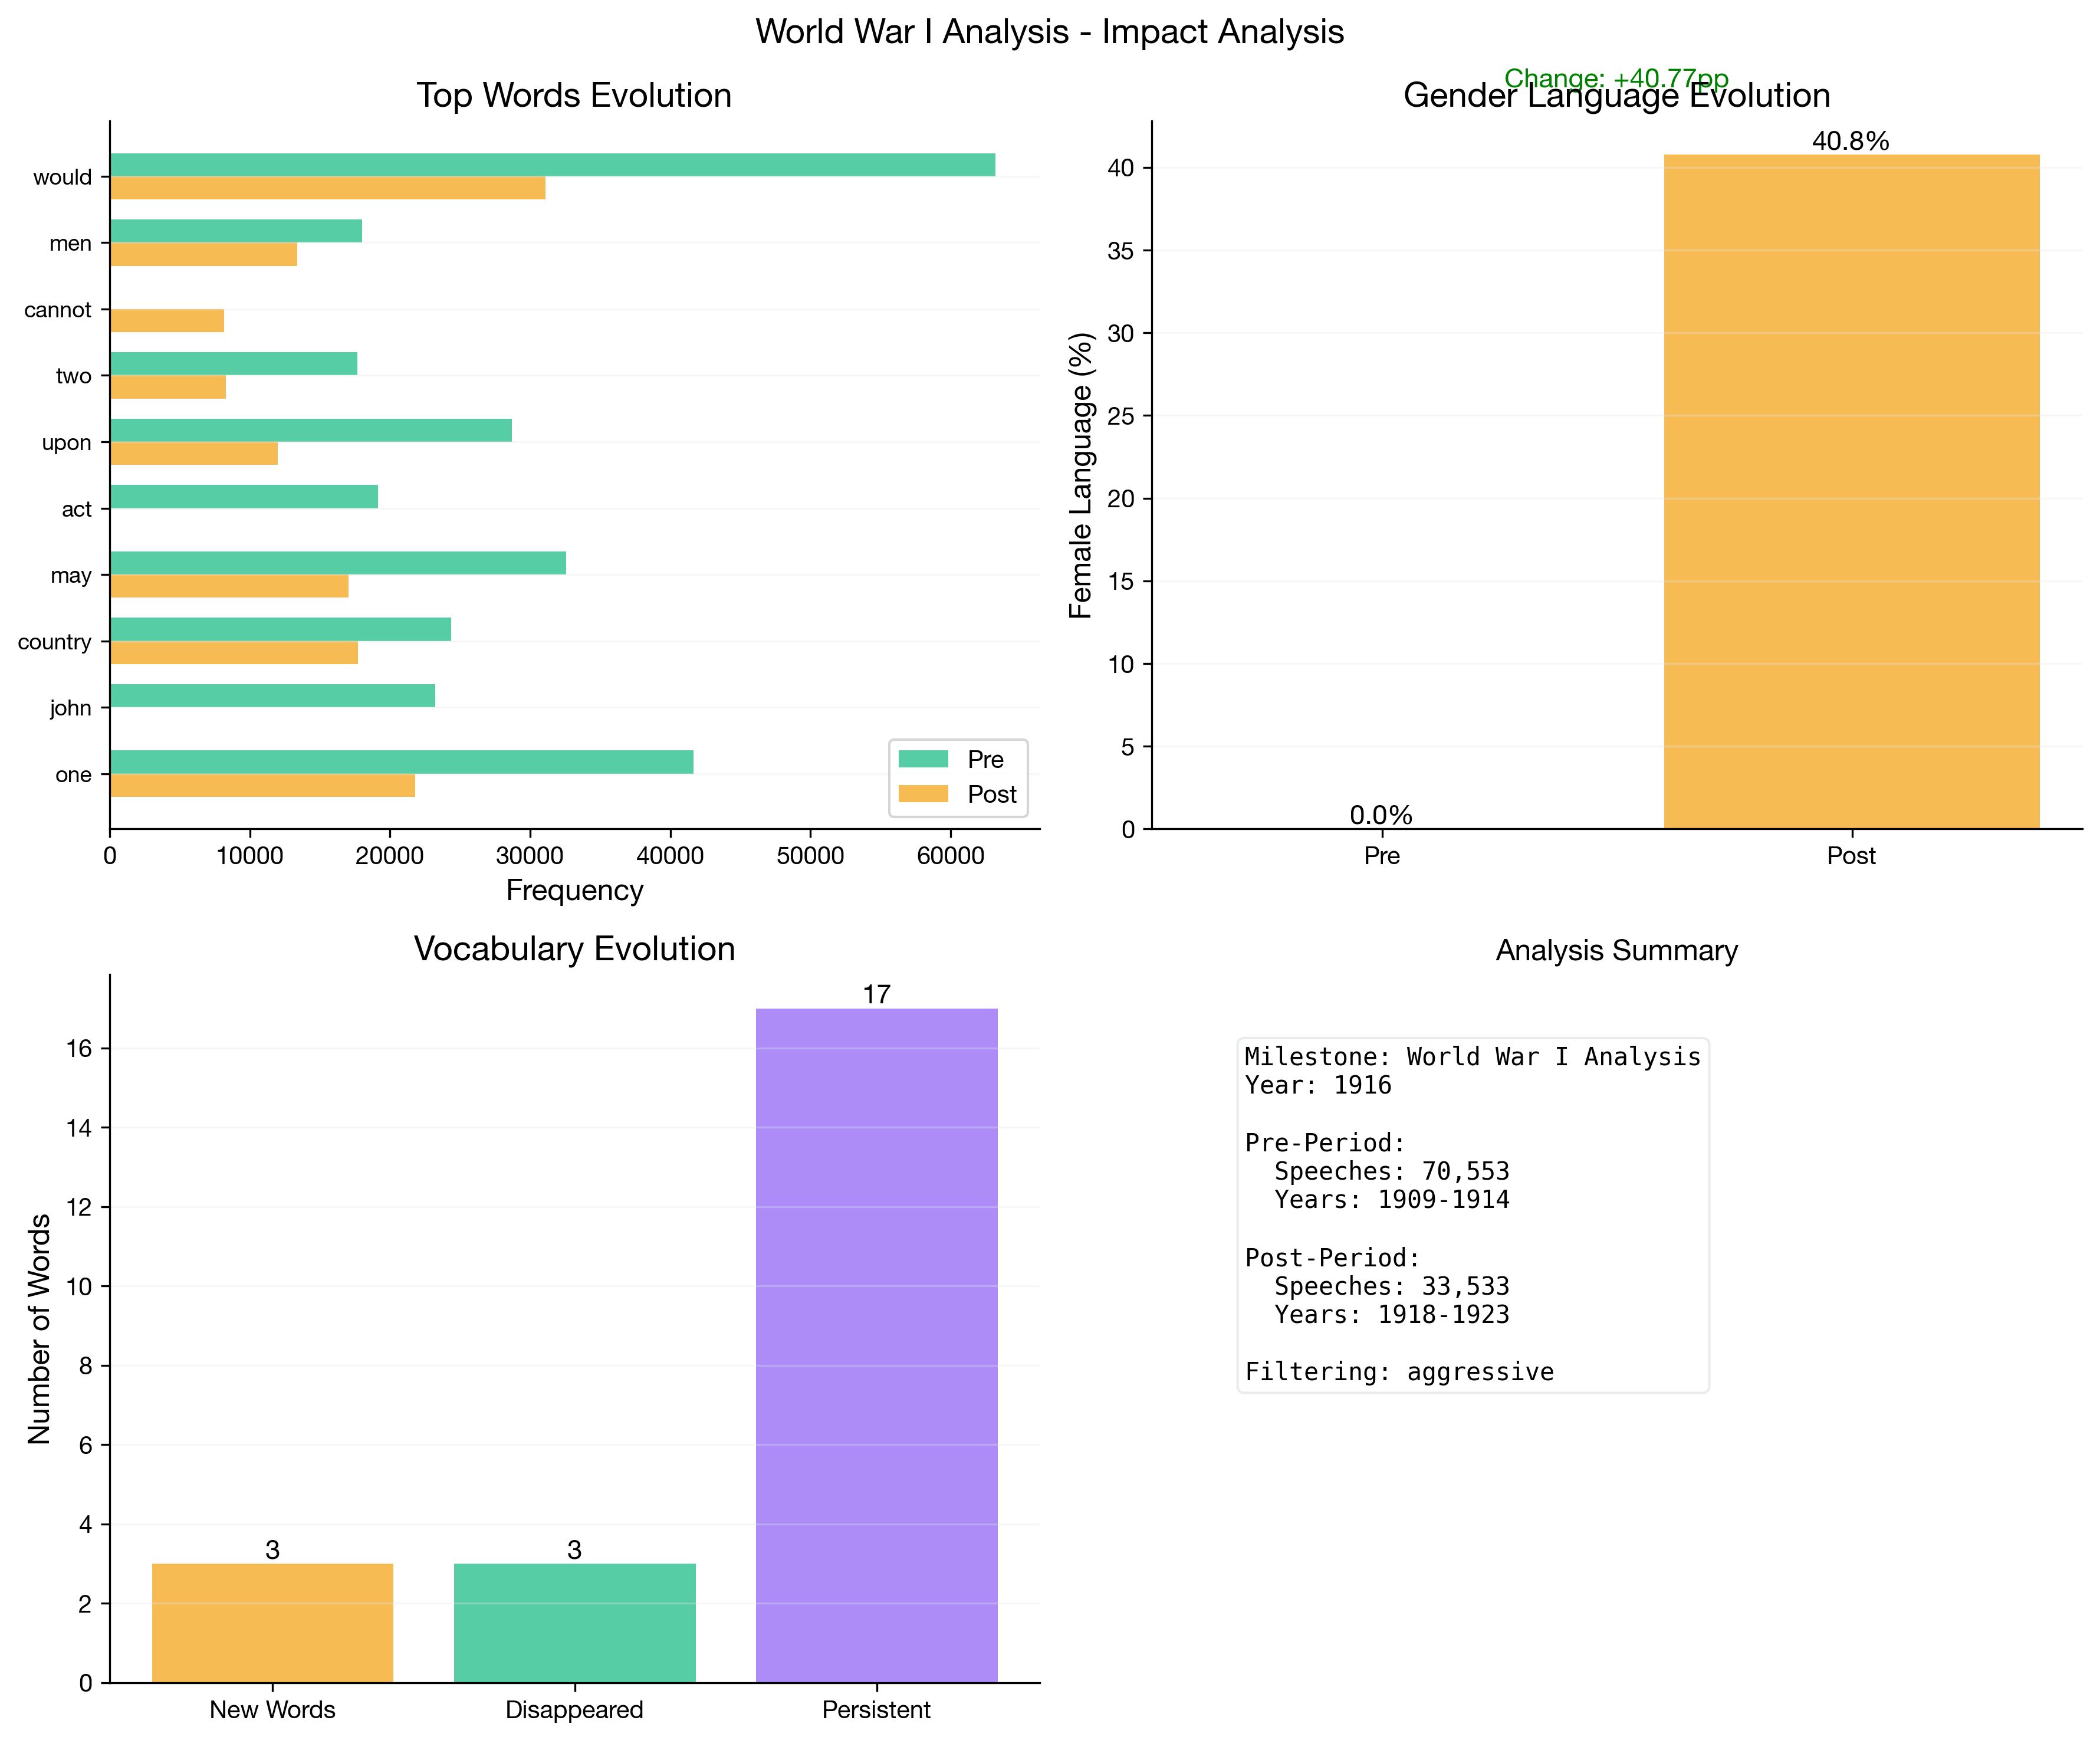 World War I Analysis - Impact Analysis
Top Words Evolution
would
men
cannot
two
upon
act
may
country
john
one
Pre
Post
0 10000 20000 30000 40000 50000 60000
Frequency
Change: +40.77pp
Gender Language Evolution
Female Language (%)
40
35
30
25
20
15
10
5
0
0.0%
40.8%
Pre Post
Vocabulary Evolution
Number of Words
16
14
12
10
8
6
4
2
0
3
3
17
New Words Disappeared Persistent
Analysis Summary
Milestone: World War I Analysis
Year: 1916
Pre-Period:
Speeches: 70,553
Years: 1909-1914
Post-Period:
Speeches: 33,533
Years: 1918-1923
Filtering: aggressive